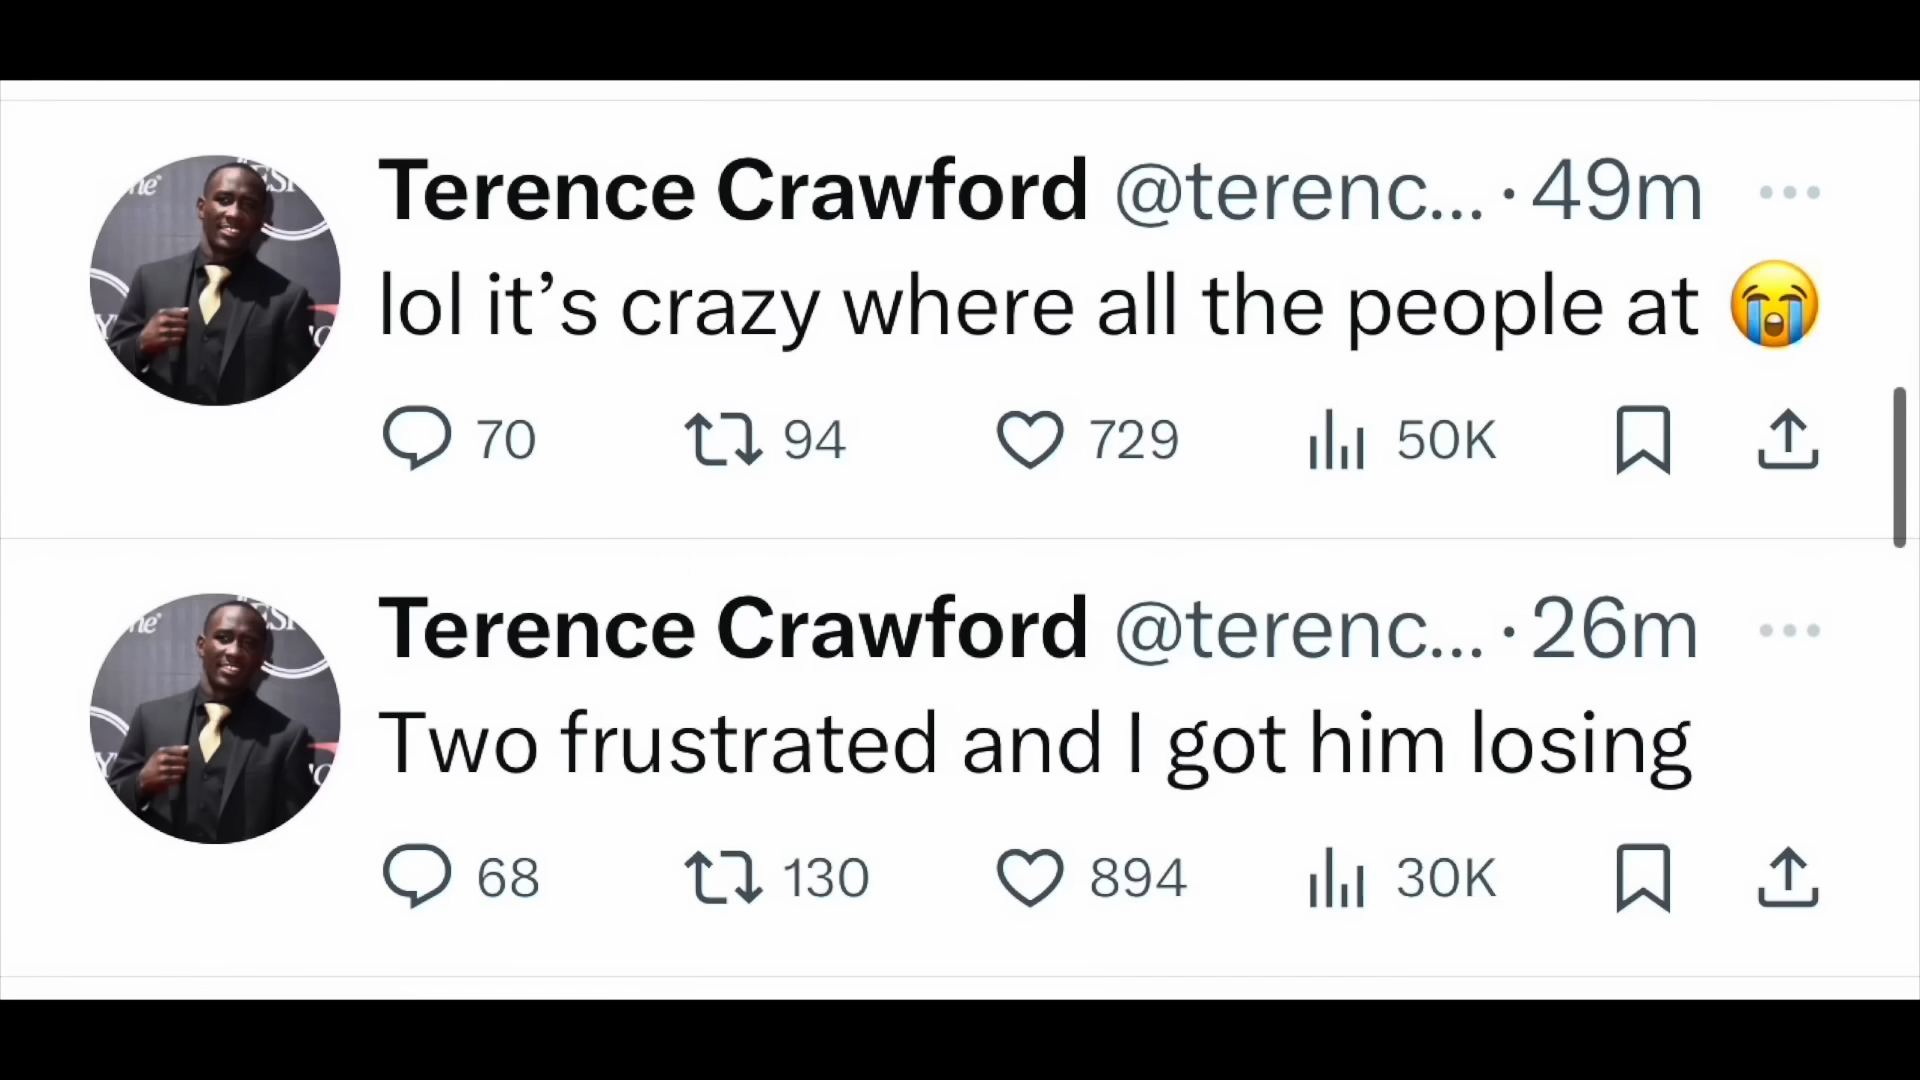 Terence Crawford @terenc... · 49m
lol it’s crazy where all the people at 😭
70 94 729 50K
Terence Crawford @terenc... · 26m
Two frustrated and I got him losing
68 130 894 30K